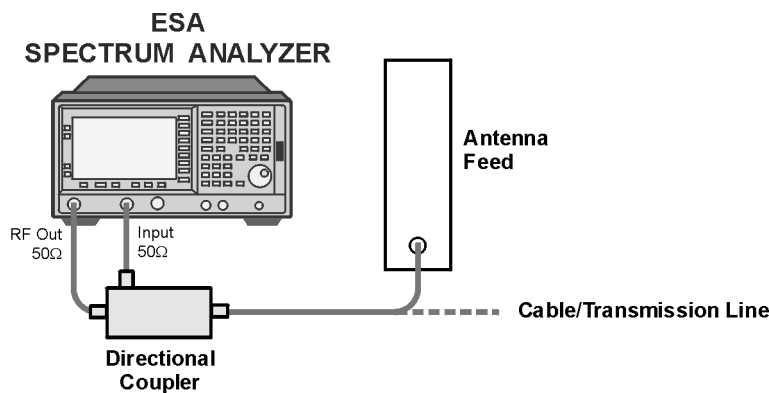 ESA
SPECTRUM ANALYZER
Antenna
Feed
RF Out
50Ω
Input
50Ω
Cable/Transmission Line
Directional
Coupler